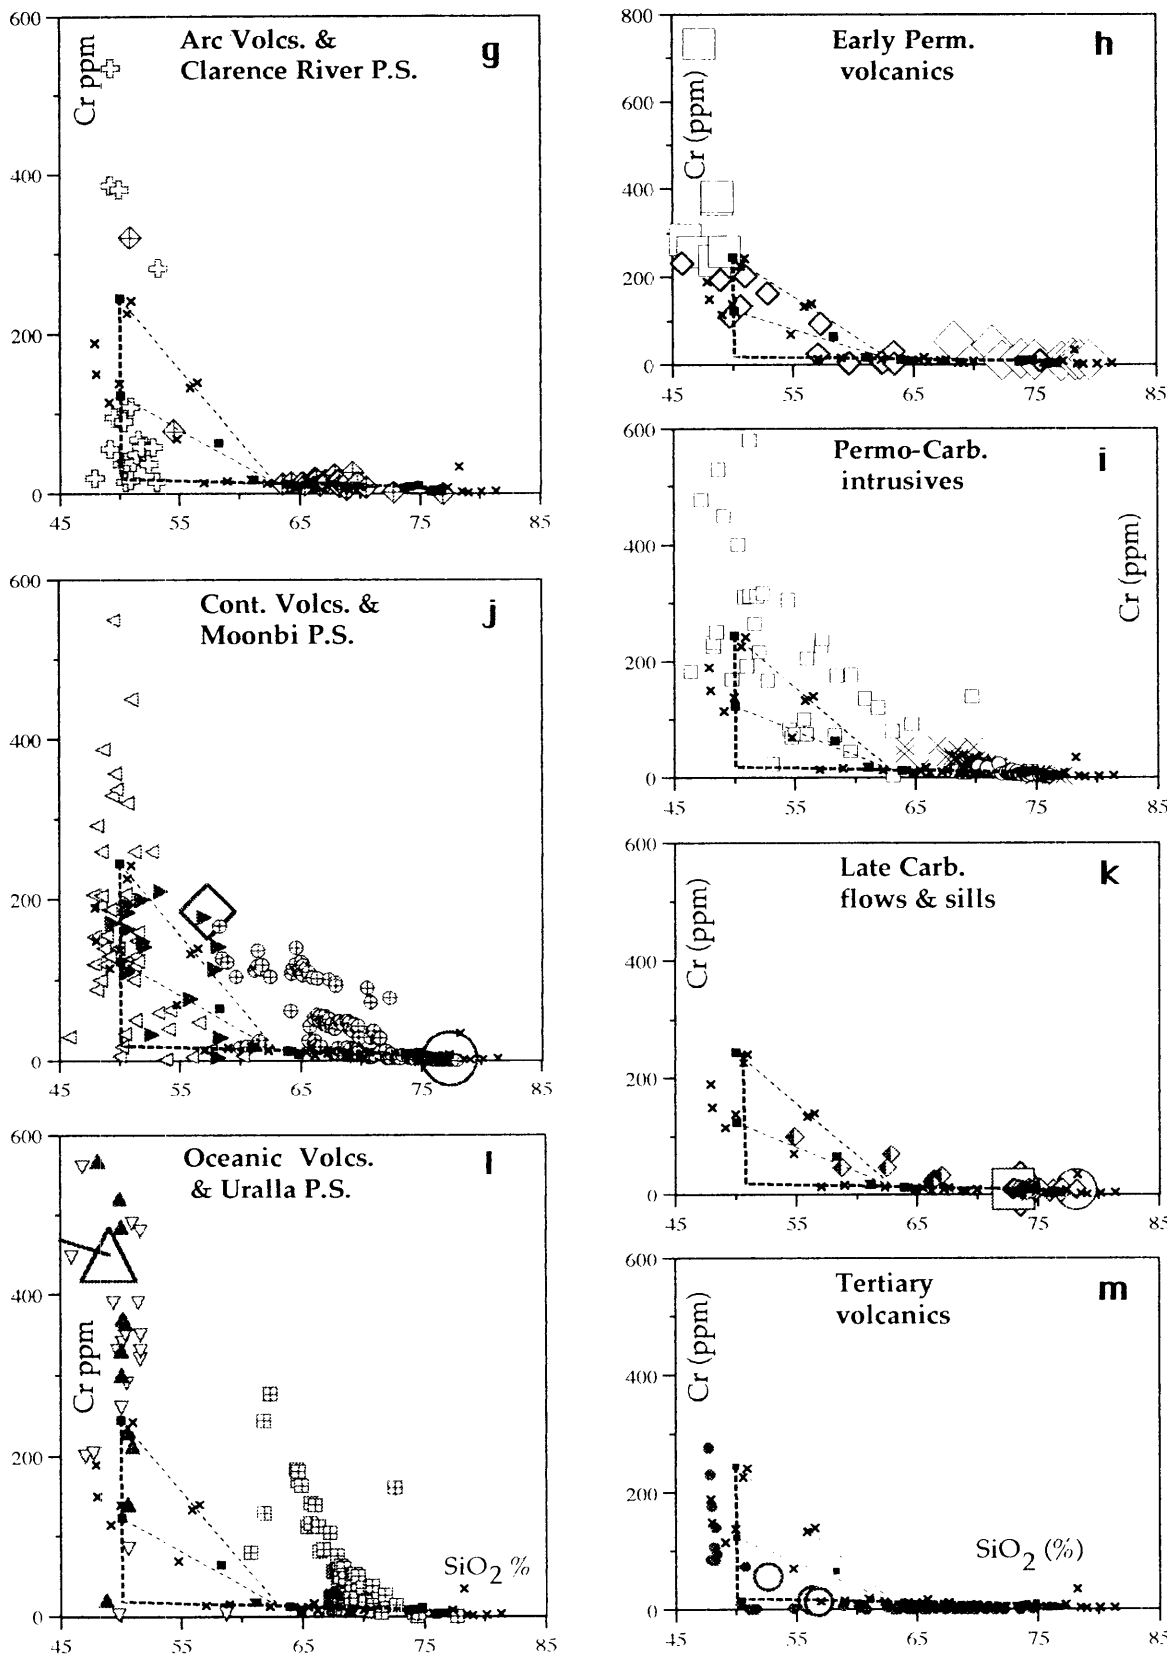 600
400
200
0
Cr ppm
Arc Volcs. &
Clarence River P.S.
g
45
55
65
75
85
800
600
400
200
0
Cr (ppm)
Early Perm.
volcanics
h
45
55
65
75
85
600
400
200
0
Permo-Carb.
intrusives
i
Cr (ppm)
45
55
65
75
85
600
400
200
0
Cont. Volcs. &
Moonbi P.S.
j
45
55
65
75
85
600
400
200
0
Cr (ppm)
Late Carb.
flows & sills
k
45
55
65
75
85
600
400
200
0
Cr ppm
Oceanic Volcs.
& Uralla P.S.
l
SiO2 %
45
55
65
75
85
600
400
200
0
Cr (ppm)
Tertiary
volcanics
m
SiO2 (%)
45
55
65
75
85